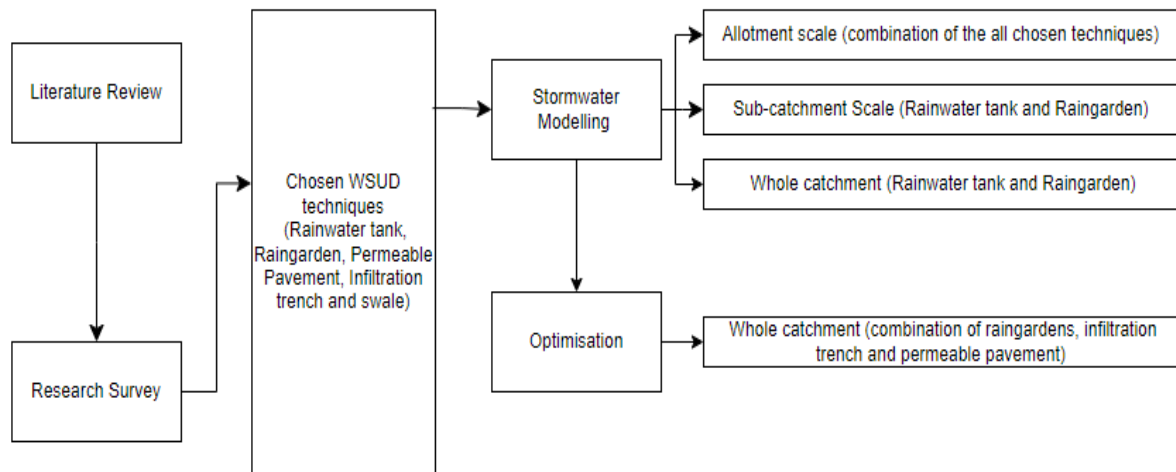 Literature Review
Research Survey
Chosen WSUD
techniques
(Rainwater tank,
Raingarden, Permeable
Pavement, Infiltration
trench and swale)
Stormwater
Modelling
Optimisation
Allotment scale (combination of the all chosen techniques)
Sub-catchment Scale (Rainwater tank and Raingarden)
Whole catchment (Rainwater tank and Raingarden)
Whole catchment (combination of raingardens, infiltration
trench and permeable pavement)